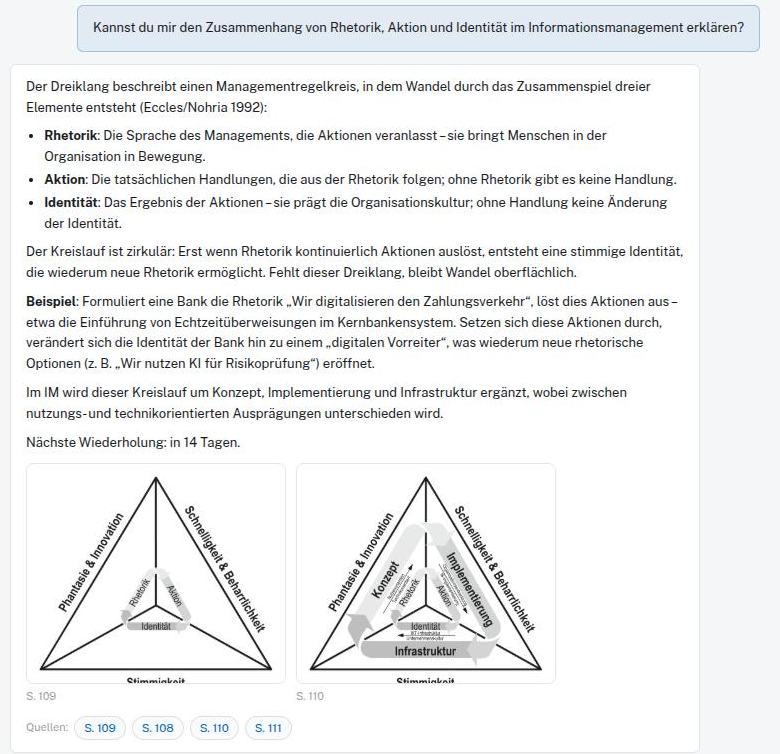 Kannst du mir den Zusammenhang von Rhetorik, Aktion und Identität im Informationsmanagement erklären?
Der Dreiklang beschreibt einen Managementregelkreis, in dem Wandel durch das Zusammenspiel dreier
Elemente entsteht (Eccles/Nohria 1992):
• Rhetorik: Die Sprache des Managements, die Aktionen veranlasst – sie bringt Menschen in der
Organisation in Bewegung.
• Aktion: Die tatsächlichen Handlungen, die aus der Rhetorik folgen; ohne Rhetorik gibt es keine Handlung.
• Identität: Das Ergebnis der Aktionen – sie prägt die Organisationskultur; ohne Handlung keine Änderung
der Identität.
Der Kreislauf ist zirkulär: Erst wenn Rhetorik kontinuierlich Aktionen auslöst, entsteht eine stimmige Identität,
die wiederum neue Rhetorik ermöglicht. Fehlt dieser Dreiklang, bleibt Wandel oberflächlich.
Beispiel: Formuliert eine Bank die Rhetorik „Wir digitalisieren den Zahlungsverkehr“, löst dies Aktionen aus –
etwa die Einführung von Echtzeitüberweisungen im Kernbankensystem. Setzen sich diese Aktionen durch,
verändert sich die Identität der Bank hin zu einem „digitalen Vorreiter“, was wiederum neue rhetorische
Optionen (z. B. „Wir nutzen KI für Risikoprüfung“) eröffnet.
Im IM wird dieser Kreislauf um Konzept, Implementierung und Infrastruktur ergänzt, wobei zwischen
nutzungs- und technikorientierten Ausprägungen unterschieden wird.
Nächste Wiederholung: in 14 Tagen.
Phantasie & Innovation
Schnelligkeit & Beharrlichkeit
Rhetorik
Aktion
Identität
Stimmigkeit
S. 109
Phantasie & Innovation
Schnelligkeit & Beharrlichkeit
Konzept
Implementierung
Rhetorik
Aktion
Identität
IKT-Infrastruktur
Unternehmenskultur
Infrastruktur
Stimmigkeit
S. 110
Quellen: S. 109 S. 108 S. 110 S. 111